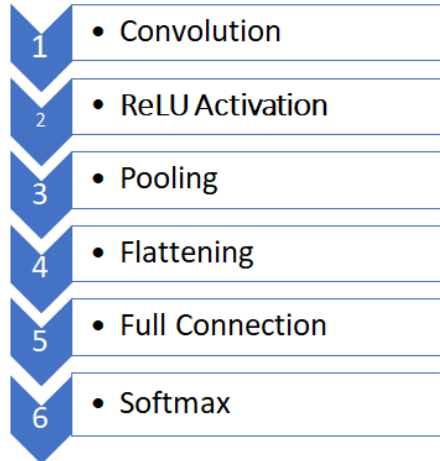 1 • Convolution
2 • ReLU Activation
3 • Pooling
4 • Flattening
5 • Full Connection
6 • Softmax